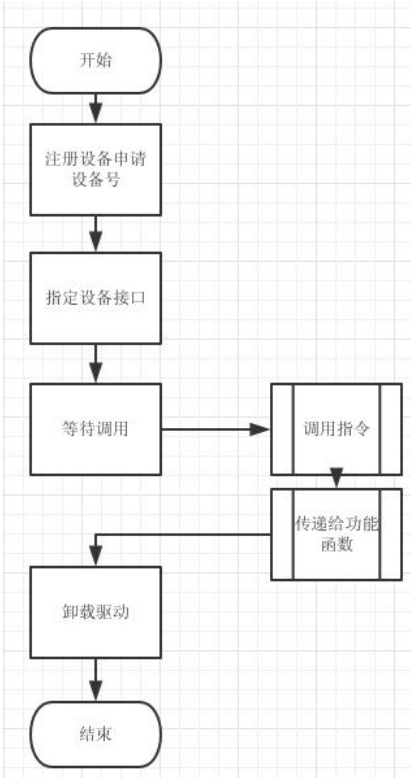 开始
注册设备申请
设备号
指定设备接口
等待调用
调用指令
传递给功能
函数
卸载驱动
结束